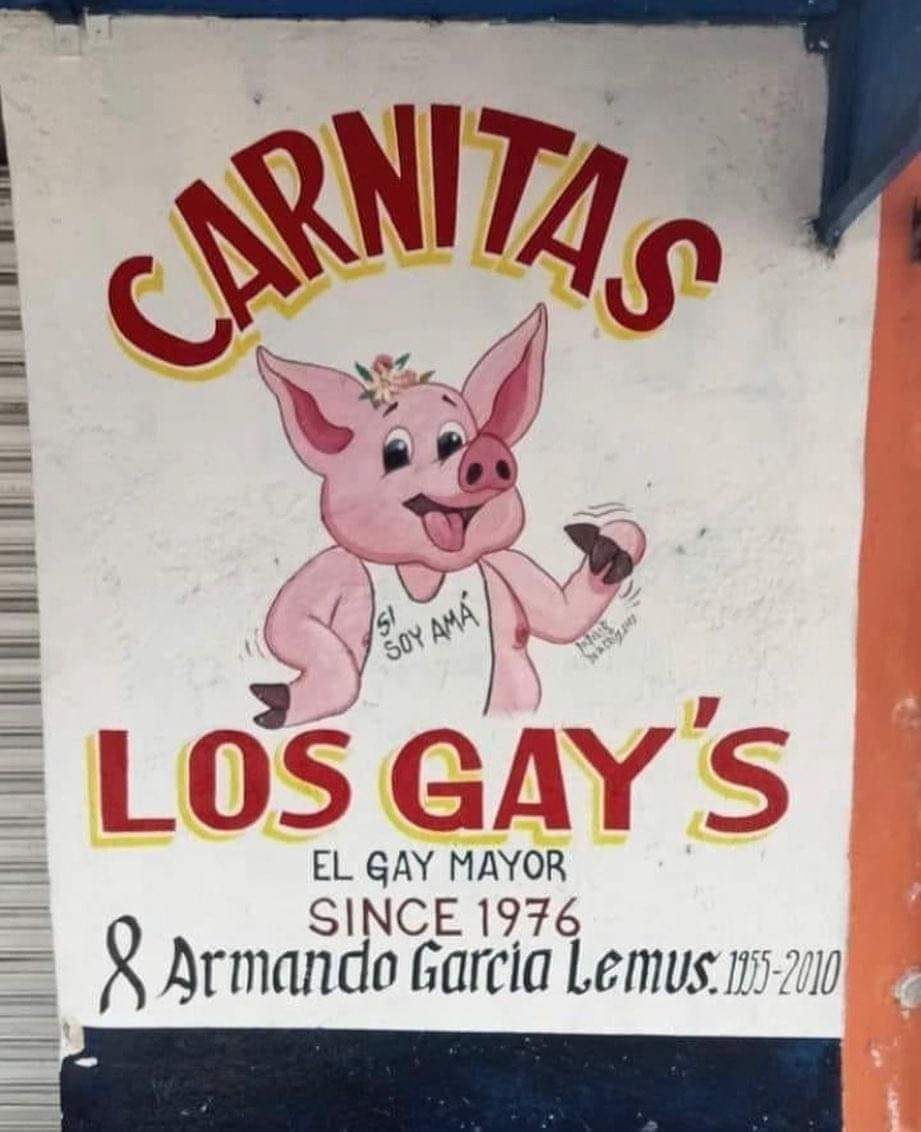 CARNITAS
SI
SOY AMÁ
LOS GAY'S
EL GAY MAYOR
SINCE 1976
Armando Garcia Lemus. 1955-2010